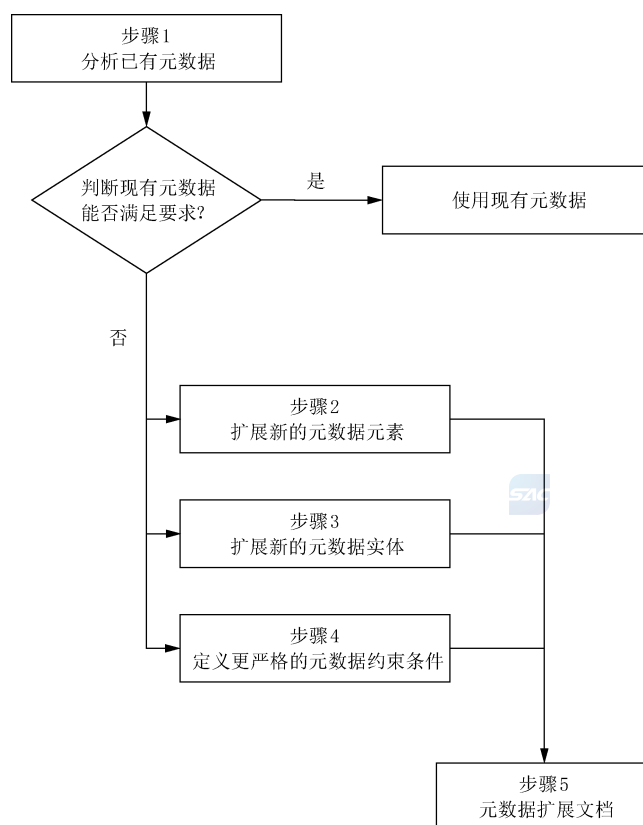 步骤1
分析已有元数据
判断现有元数据
能否满足要求?
是
使用现有元数据
否
步骤2
扩展新的元数据元素
SAC
步骤3
扩展新的元数据实体
步骤4
定义更严格的元数据约束条件
步骤5
元数据扩展文档